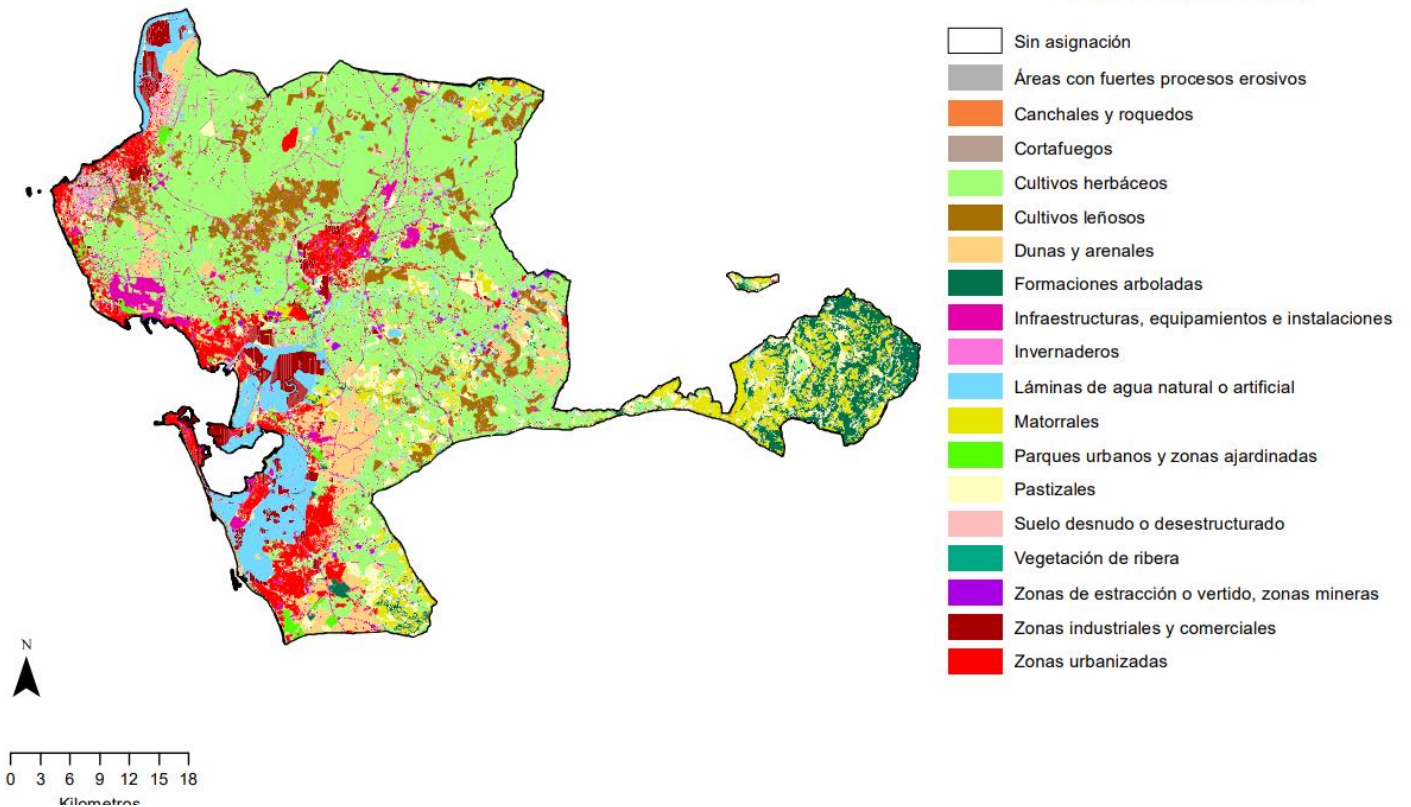 Sin asignación
Áreas con fuertes procesos erosivos
Canchales y roquedos
Cortafuegos
Cultivos herbáceos
Cultivos leñosos
Dunas y arenales
Formaciones arboladas
Infraestructuras, equipamientos e instalaciones
Invernaderos
Láminas de agua natural o artificial
Matorrales
Parques urbanos y zonas ajardinadas
Pastizales
Suelo desnudo o desestructurado
Vegetación de ribera
Zonas de estracción o vertido, zonas mineras
Zonas industriales y comerciales
Zonas urbanizadas
N
0 3 6 9 12 15 18
Kilometros